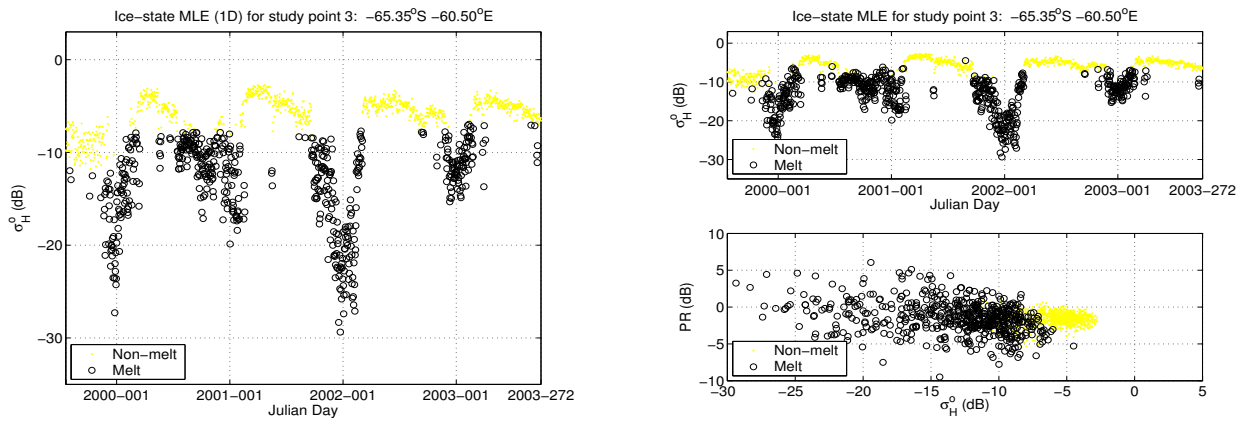 Ice-state MLE (1D) for study point 3: −65.35°S −60.50°E
0
−10
−20
−30
σ_H^o (dB)
Non−melt
Melt
2000−001 2001−001 2002−001 2003−001 2003−272
Julian Day
Ice-state MLE for study point 3: −65.35°S −60.50°E
0
−10
−20
−30
σ_H^o (dB)
Non−melt
Melt
2000−001 2001−001 2002−001 2003−001 2003−272
Julian Day
10
5
0
−5
−10
PR (dB)
Non−melt
Melt
−30 −25 −20 −15 −10 −5 0 5
σ_H^o (dB)